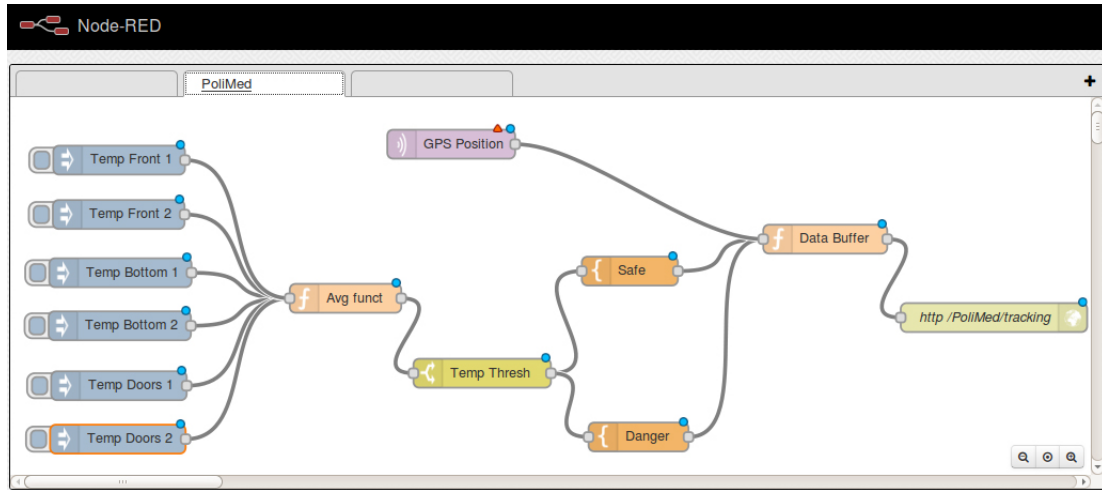 Node-RED
PoliMed
Temp Front 1
GPS Position
Temp Front 2
Data Buffer
Temp Bottom 1
Safe
Avg funct
Temp Bottom 2
http /PoliMed/tracking
Temp Thresh
Temp Doors 1
Temp Doors 2
Danger